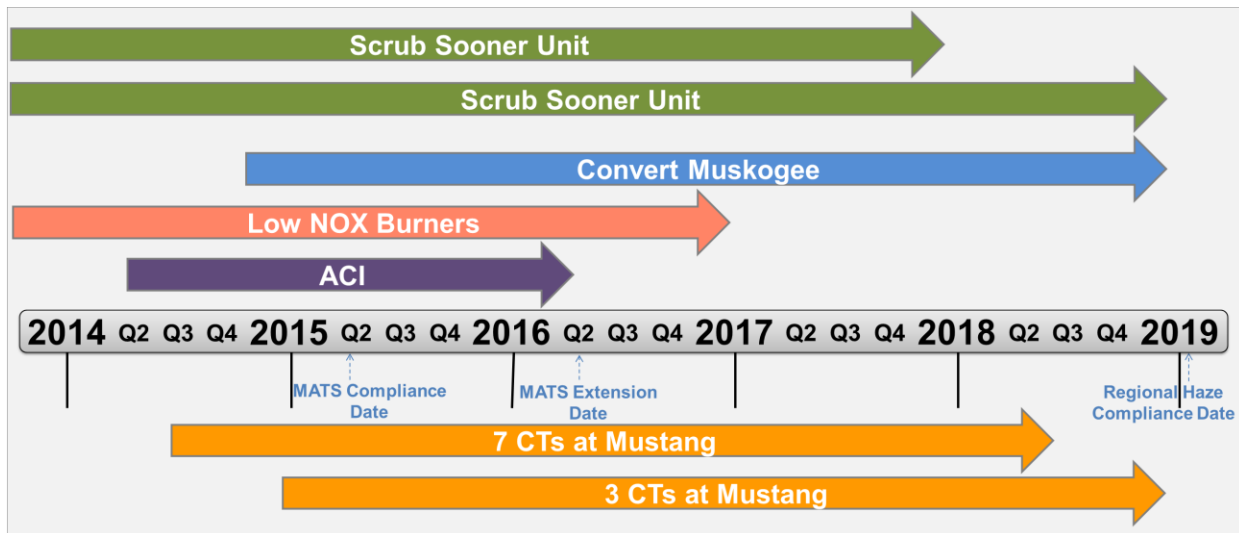 Scrub Sooner Unit
Scrub Sooner Unit
Convert Muskogee
Low NOX Burners
ACI
2014 Q2 Q3 Q4 2015 Q2 Q3 Q4 2016 Q2 Q3 Q4 2017 Q2 Q3 Q4 2018 Q2 Q3 Q4 2019
MATS Compliance
Date
MATS Extension
Date
Regional Haze
Compliance Date
7 CTs at Mustang
3 CTs at Mustang